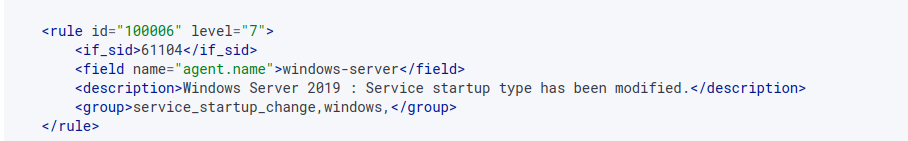 <rule id="100006" level="7">
    <if_sid>61104</if_sid>
    <field name="agent.name">windows-server</field>
    <description>Windows Server 2019 : Service startup type has been modified.</description>
    <group>service_startup_change,windows,</group>
</rule>